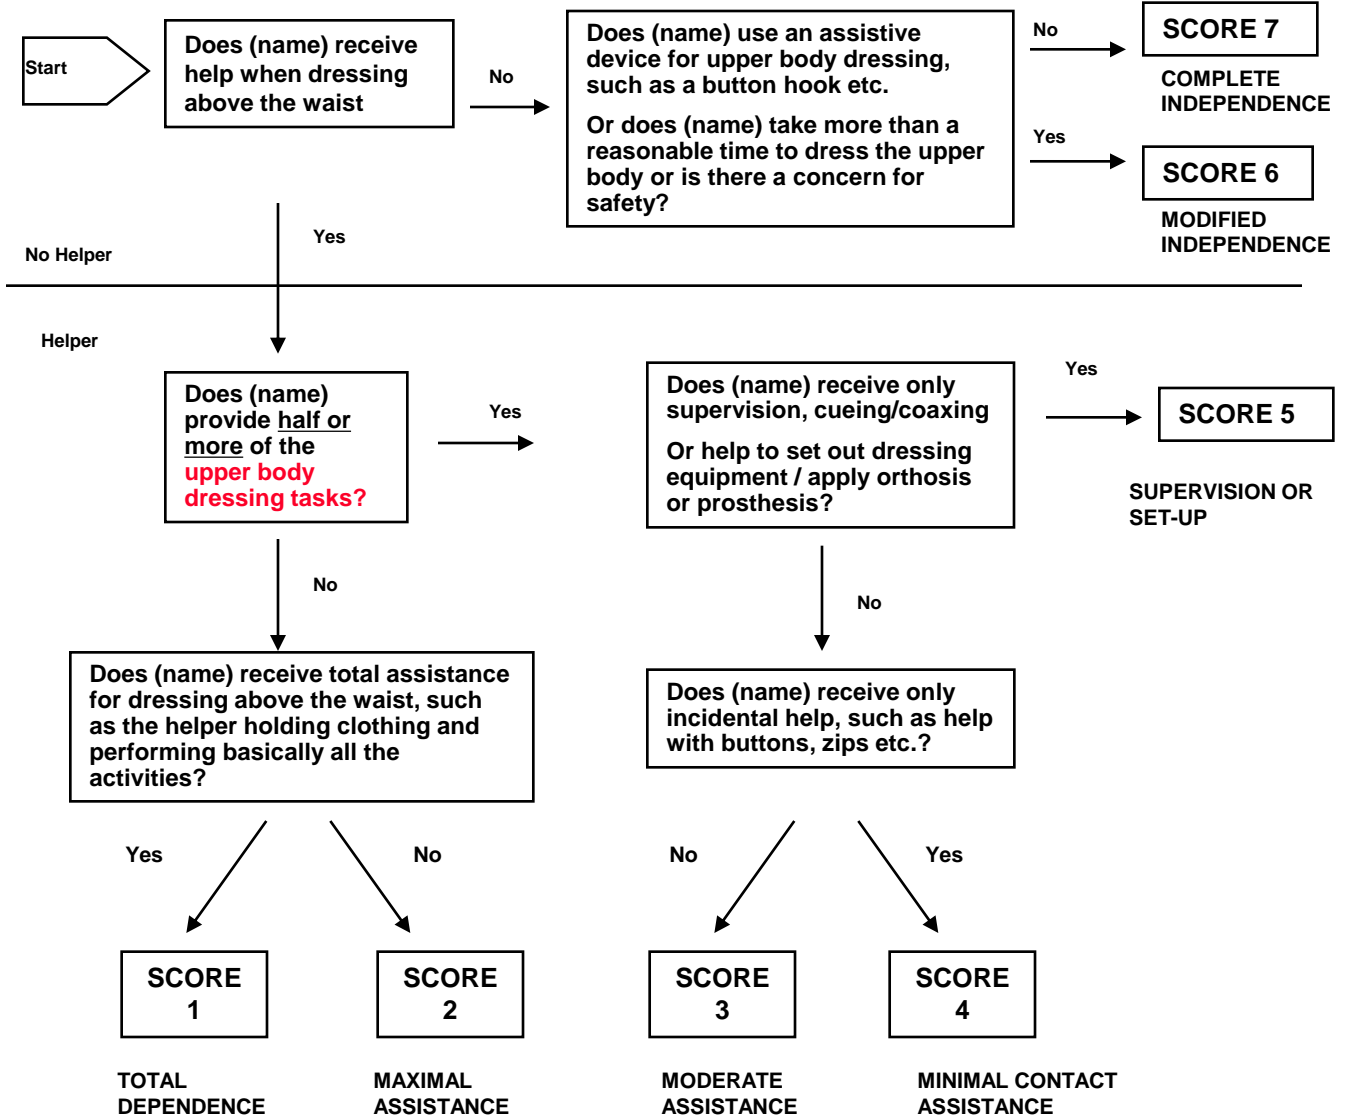 Start
Does (name) receive
help when dressing
above the waist
No
Does (name) use an assistive
device for upper body dressing,
such as a button hook etc.
Or does (name) take more than a
reasonable time to dress the upper
body or is there a concern for
safety?
No
SCORE 7
COMPLETE
INDEPENDENCE
Yes
SCORE 6
MODIFIED
INDEPENDENCE
Yes
No Helper
Helper
Does (name)
provide half or
more of the
upper body
dressing tasks?
Yes
Does (name) receive only
supervision, cueing/coaxing
Or help to set out dressing
equipment / apply orthosis
or prosthesis?
Yes
SCORE 5
SUPERVISION OR
SET-UP
No
No
Does (name) receive total assistance
for dressing above the waist, such
as the helper holding clothing and
performing basically all the
activities?
Does (name) receive only
incidental help, such as help
with buttons, zips etc.?
Yes
No
No
Yes
SCORE
1
SCORE
2
SCORE
3
SCORE
4
TOTAL
DEPENDENCE
MAXIMAL
ASSISTANCE
MODERATE
ASSISTANCE
MINIMAL CONTACT
ASSISTANCE